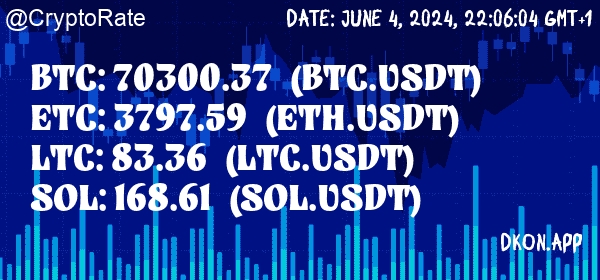 @CryptoRate
DATE: JUNE 4, 2024, 22:06:04 GMT+1
BTC: 70300.37 (BTC.USDT)
ETC: 3797.59 (ETH.USDT)
LTC: 83.36 (LTC.USDT)
SOL: 168.61 (SOL.USDT)
DKON.APP